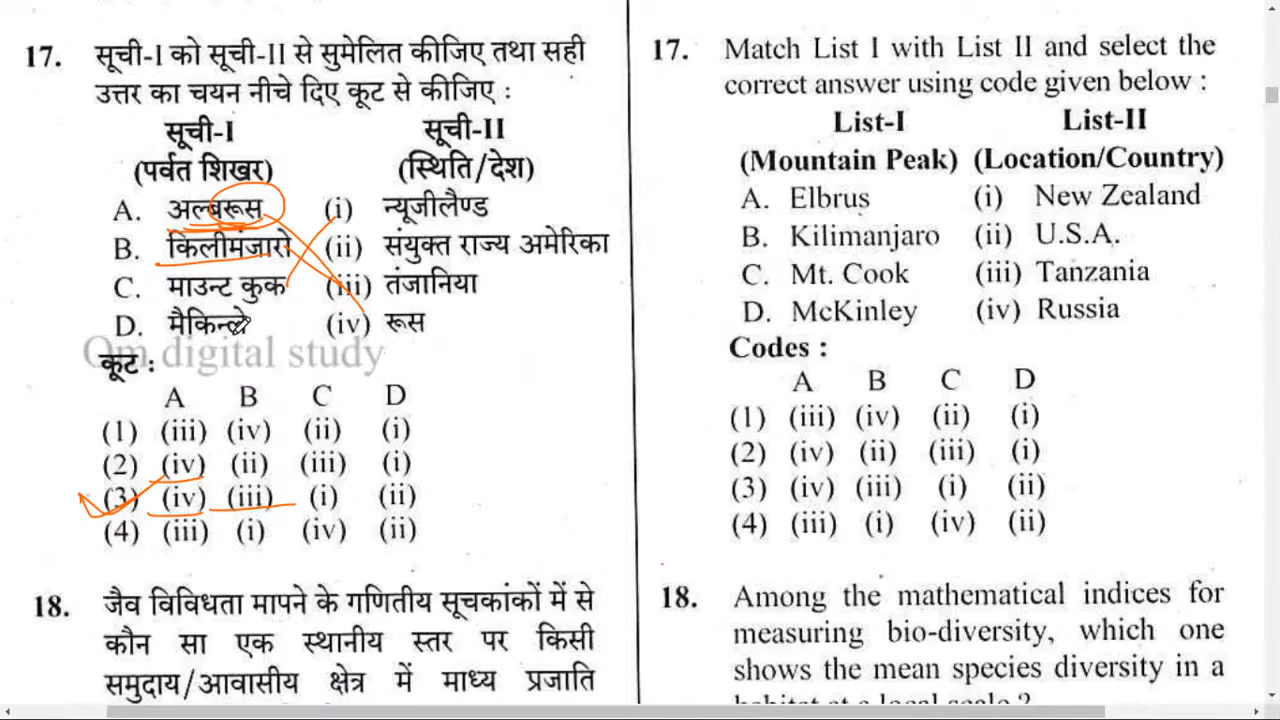 17. सूची-I को सूची-II से सुमेलित कीजिए तथा सही
उत्तर का चयन नीचे दिए कूट से कीजिए :
सूची-I सूची-II
(पर्वत शिखर) (स्थिति/देश)
A. अल्बरूस (i) न्यूजीलैण्ड
B. किलीमंजारो (ii) संयुक्त राज्य अमेरिका
C. माउन्ट कुक (iii) तंजानिया
D. मैकिन्ले (iv) रूस
Om digital study
कूट :
A B C D
(1) (iii) (iv) (ii) (i)
(2) (iv) (ii) (iii) (i)
(3) (iv) (iii) (i) (ii)
(4) (iii) (i) (iv) (ii)
18. जैव विविधता मापने के गणितीय सूचकांकों में से
कौन सा एक स्थानीय स्तर पर किसी
समुदाय/आवासीय क्षेत्र में माध्य प्रजाति
17. Match List I with List II and select the
correct answer using code given below :
List-I List-II
(Mountain Peak) (Location/Country)
A. Elbrus (i) New Zealand
B. Kilimanjaro (ii) U.S.A.
C. Mt. Cook (iii) Tanzania
D. McKinley (iv) Russia
Codes :
A B C D
(1) (iii) (iv) (ii) (i)
(2) (iv) (ii) (iii) (i)
(3) (iv) (iii) (i) (ii)
(4) (iii) (i) (iv) (ii)
18. Among the mathematical indices for
measuring bio-diversity, which one
shows the mean species diversity in a
habitat at a local scale ?